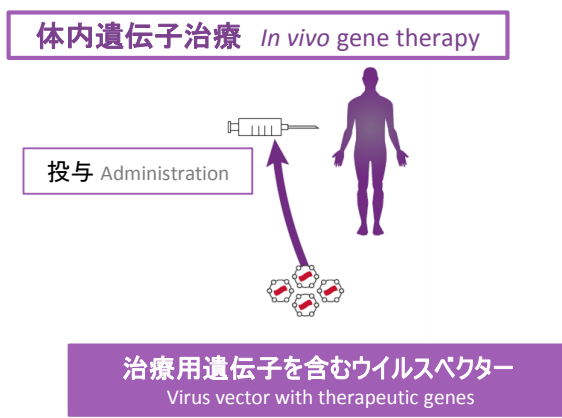 体内遺伝子治療 In vivo gene therapy
投与 Administration
治療用遺伝子を含むウイルスベクター
Virus vector with therapeutic genes